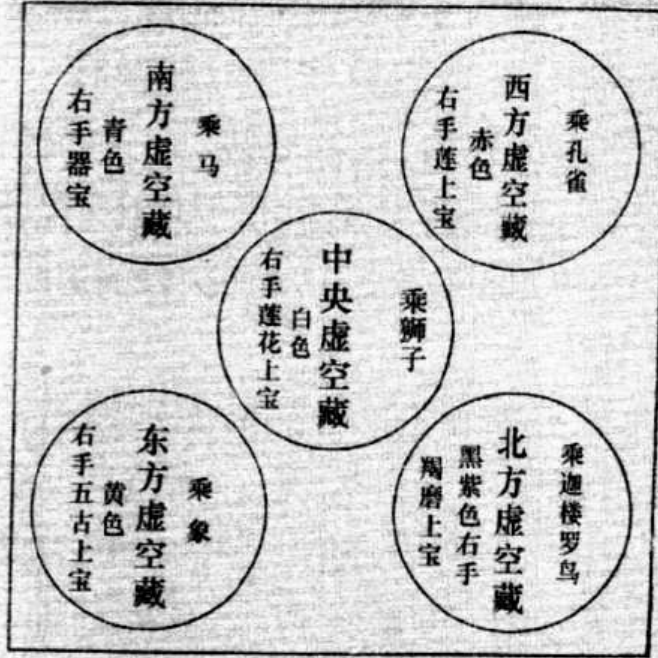 乘孔雀
西方虚空藏
赤色
右手莲上宝
乘马
南方虚空藏
青色
右手器宝
乘狮子
中央虚空藏
白色
右手莲花上宝
乘迦楼罗鸟
北方虚空藏
黑紫色右手
羯磨上宝
乘象
东方虚空藏
黄色
右手五古上宝